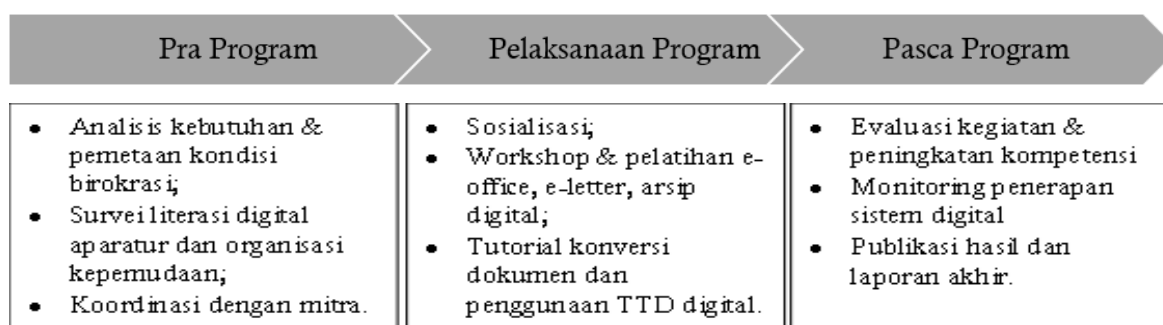 Pra Program
Pelaksanaan Program
Pasca Program
● Analisis kebutuhan &
pemetaan kondisi
birokrasi;
● Survei literasi digital
aparatur dan organisasi
kepemudaan;
● Koordinasi dengan mitra.
● Sosialisasi;
● Workshop & pelatihan e-
office, e-letter, arsip
digital;
● Tutorial konversi
dokumen dan
penggunaan TTD digital.
● Evaluasi kegiatan &
peningkatan kompetensi
● Monitoring penerapan
sistem digital
● Publikasi hasil dan
laporan akhir.